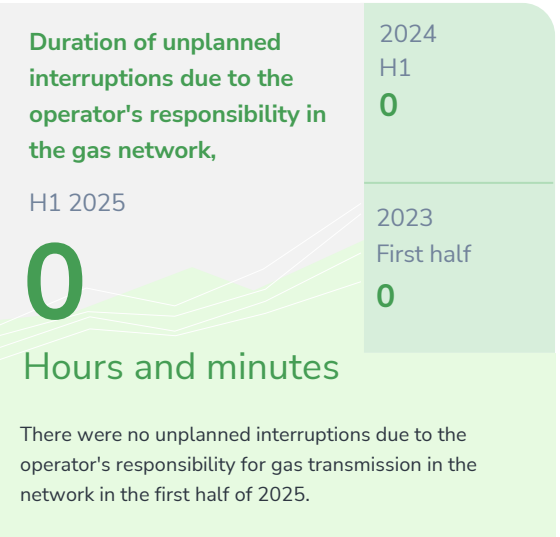 Duration of unplanned
interruptions due to the
operator's responsibility in
the gas network,
H1 2025
0
Hours and minutes
2024
H1
0
2023
First half
0
There were no unplanned interruptions due to the
operator's responsibility for gas transmission in the
network in the first half of 2025.